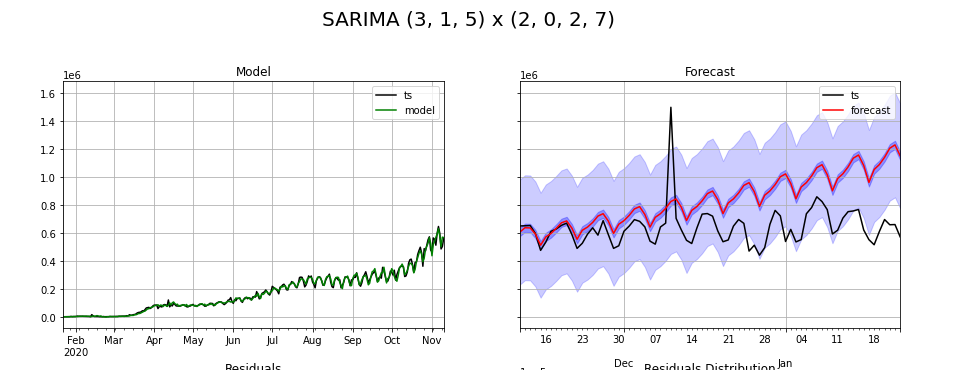 SARIMA (3, 1, 5) x (2, 0, 2, 7)
Model
1e6
ts
model
1.6
1.4
1.2
1.0
0.8
0.6
0.4
0.2
0.0
Feb Mar Apr May Jun Jul Aug Sep Oct Nov
2020
Forecast
1e6
ts
forecast
16 23 30 07 14 21 28 04 11 18
Dec Jan
Residuals
Residuals Distribution